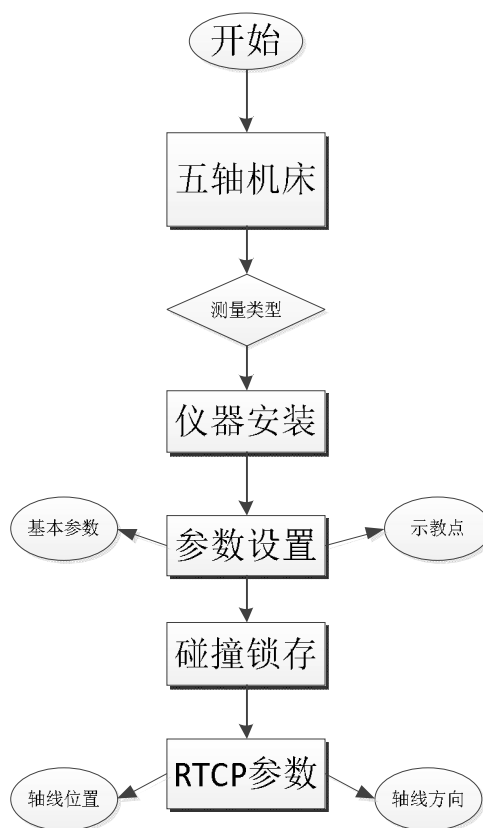 开始
五轴机床
测量类型
仪器安装
基本参数
参数设置
示教点
碰撞锁存
RTCP参数
轴线位置
轴线方向